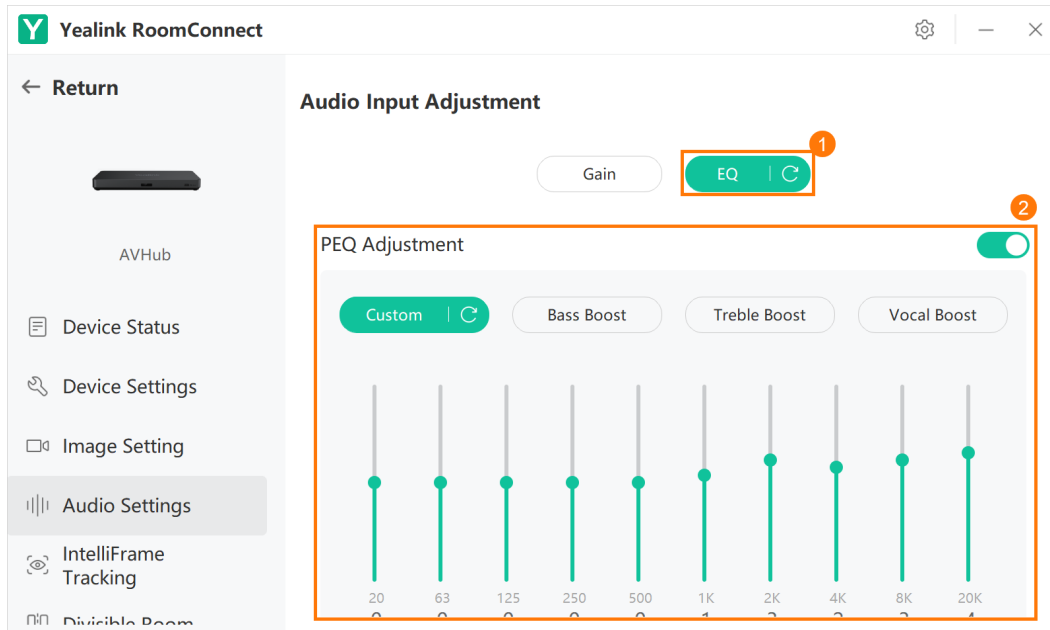 Y Yealink RoomConnect
Return
Audio Input Adjustment
1
Gain
EQ
2
PEQ Adjustment
AVHub
Custom
Bass Boost
Treble Boost
Vocal Boost
Device Status
Device Settings
Image Setting
Audio Settings
IntelliFrame
Tracking
Divisible Room
20 63 125 250 500 1K 2K 4K 8K 20K